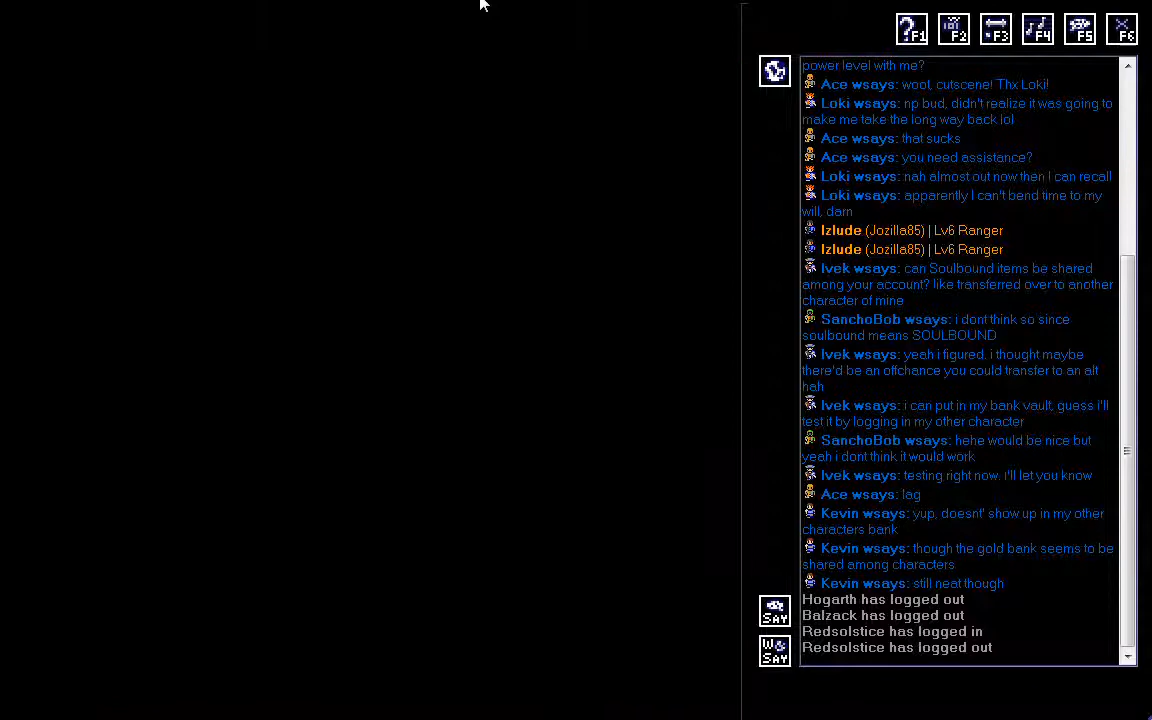 F1 F2 F3 F4 F5 F6
power level with me?
Ace wsays: woot, cutscene! Thx Loki!
Loki wsays: np bud, didn't realize it was going to
make me take the long way back lol
Ace wsays: that sucks
Ace wsays: you need assistance?
Loki wsays: nah almost out now then I can recall
Loki wsays: apparently I can't bend time to my
will, darn
Izlude (Jozilla85) | Lv6 Ranger
Izlude (Jozilla85) | Lv6 Ranger
Ivek wsays: can Soulbound items be shared
among your account? like transferred over to another
character of mine
SanchoBob wsays: i dont think so since
soulbound means SOULBOUND
Ivek wsays: yeah i figured. i thought maybe
there'd be an offchance you could transfer to an alt
hah
Ivek wsays: i can put in my bank vault, guess i'll
test it by logging in my other character
SanchoBob wsays: hehe would be nice but
yeah i dont think it would work
Ivek wsays: testing right now. i'll let you know
Ace wsays: lag
Kevin wsays: yup, doesnt' show up in my other
characters bank
Kevin wsays: though the gold bank seems to be
shared among characters
Kevin wsays: still neat though
Hogarth has logged out
Balzack has logged out
Redsolstice has logged in
Redsolstice has logged out
SAY
W
SAY